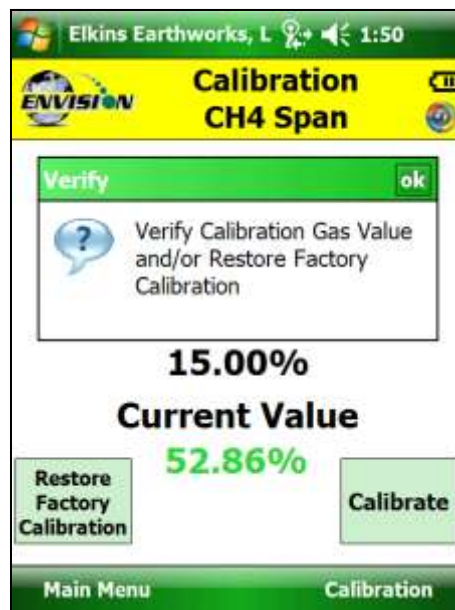 Elkins Earthworks, L 1:50
ENVISION
Calibration
CH4 Span
Verify ok
?
Verify Calibration Gas Value
and/or Restore Factory
Calibration
15.00%
Current Value
52.86%
Restore
Factory
Calibration
Calibrate
Main Menu Calibration